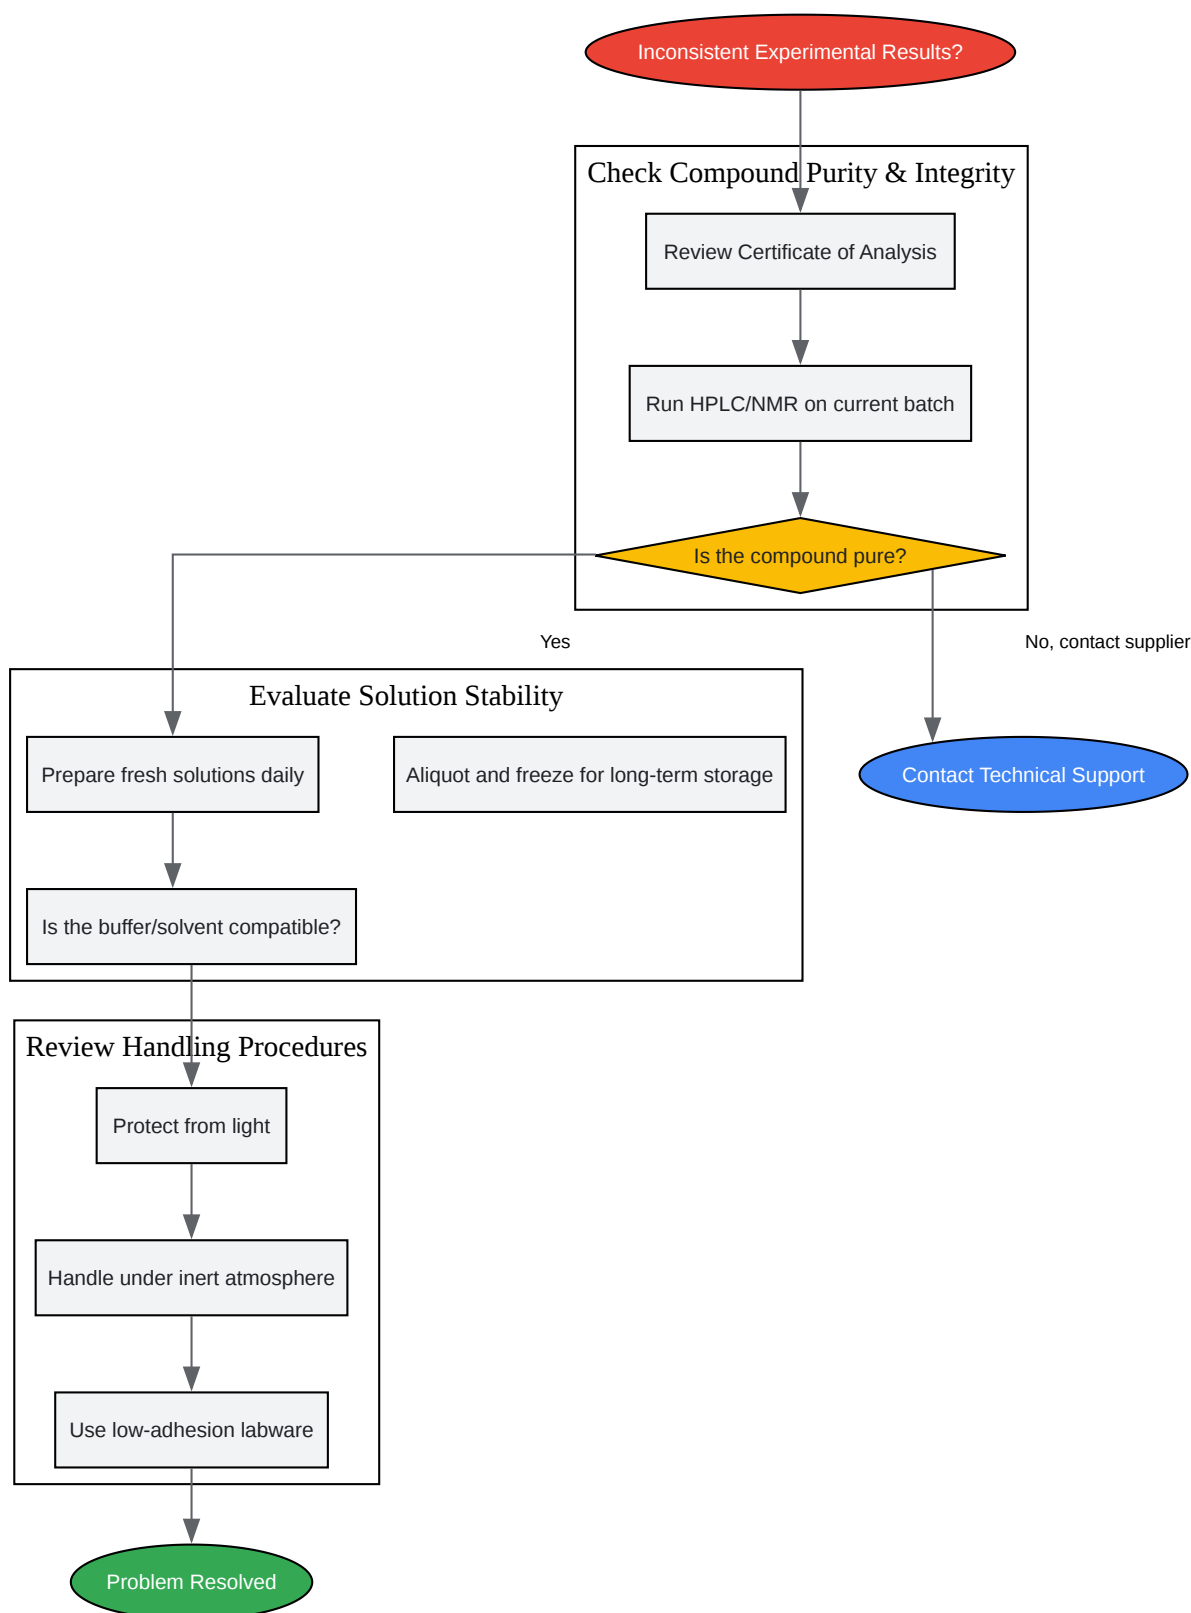 Inconsistent Experimental Results?
Check Compound Purity & Integrity
Review Certificate of Analysis
Run HPLC/NMR on current batch
Is the compound pure?
Yes
No, contact supplier
Evaluate Solution Stability
Prepare fresh solutions daily
Aliquot and freeze for long-term storage
Contact Technical Support
Is the buffer/solvent compatible?
Review Handling Procedures
Protect from light
Handle under inert atmosphere
Use low-adhesion labware
Problem Resolved